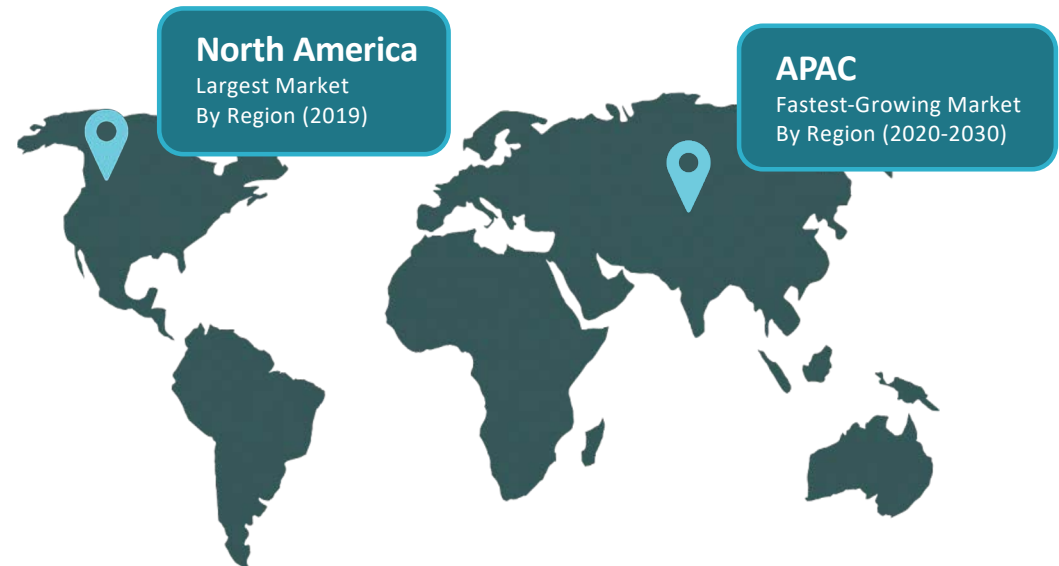 North America
Largest Market
By Region (2019)
APAC
Fastest-Growing Market
By Region (2020-2030)